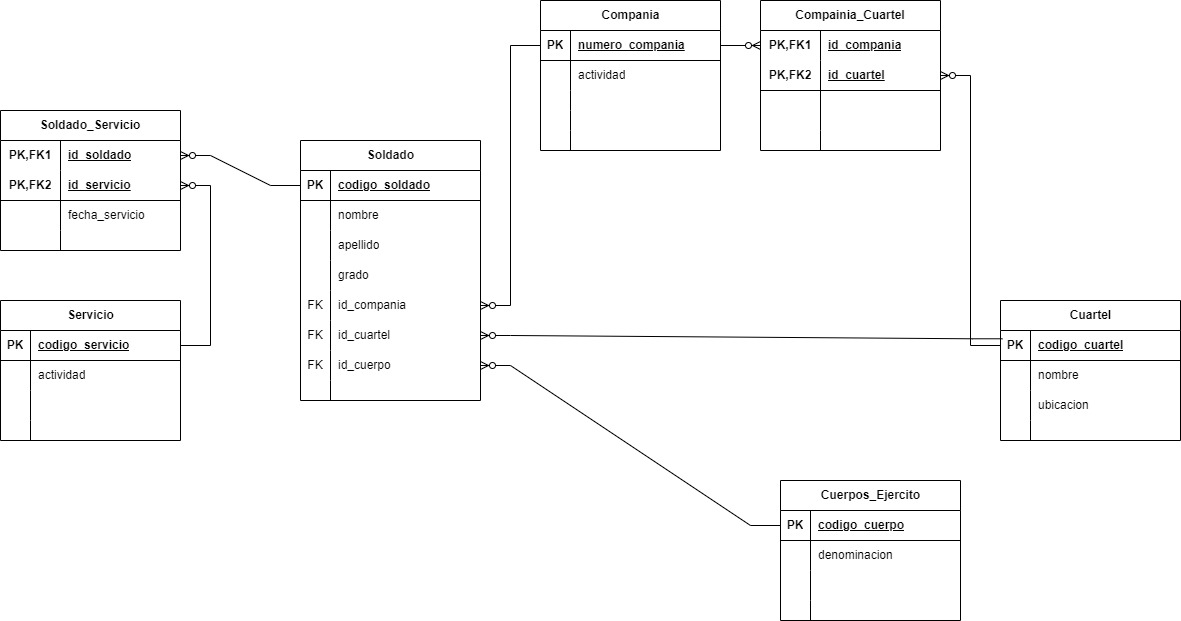 Compania
PK numero_compania
actividad
Compainia_Cuartel
PK,FK1 id_compania
PK,FK2 id_cuartel
Soldado_Servicio
PK,FK1 id_soldado
PK,FK2 id_servicio
fecha_servicio
Soldado
PK codigo_soldado
nombre
apellido
grado
FK id_compania
FK id_cuartel
FK id_cuerpo
Servicio
PK codigo_servicio
actividad
Cuartel
PK codigo_cuartel
nombre
ubicacion
Cuerpos_Ejercito
PK codigo_cuerpo
denominacion